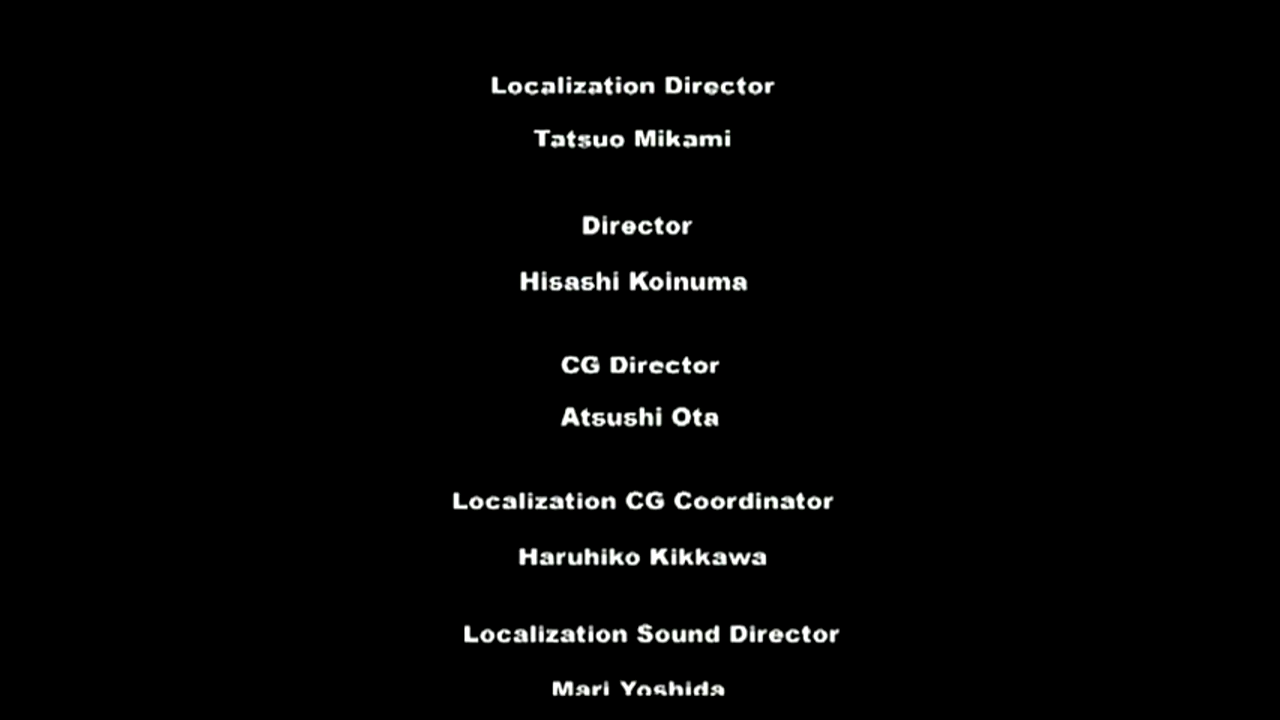 Localization Director
Tatsuo Mikami
Director
Hisashi Koinuma
CG Director
Atsushi Ota
Localization CG Coordinator
Haruhiko Kikkawa
Localization Sound Director
Mari Yoshida